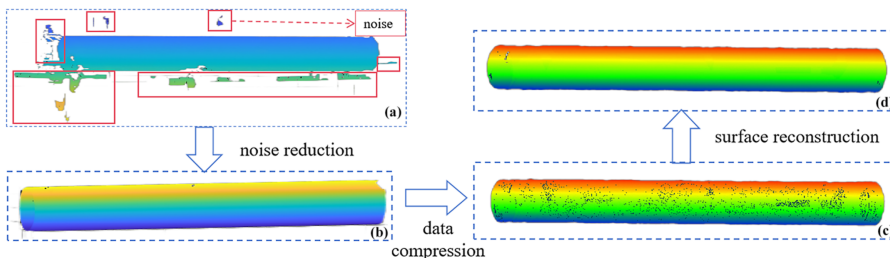 noise
(a)
(d)
noise reduction
surface reconstruction
(b)
data
compression
(c)